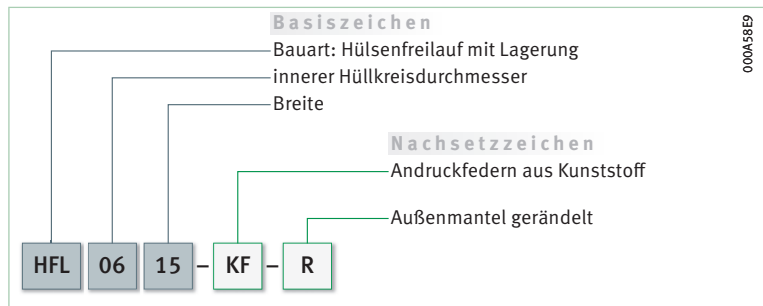 Basiszeichen
Bauart: Hülsenfreilauf mit Lagerung
innerer Hüllkreisdurchmesser
Breite
Nachsetzzeichen
Andruckfedern aus Kunststoff
Außenmantel gerändelt
HFL 06 15 – KF – R
000A58E9